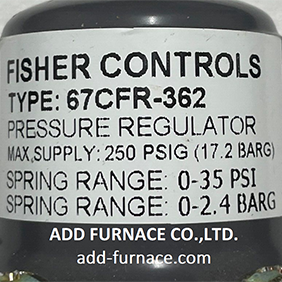 FISHER CONTROLS
TYPE: 67CFR-362
PRESSURE REGULATOR
MAX,SUPPLY: 250 PSIG (17.2 BARG)
SPRING RANGE: 0-35 PSI
SPRING RANGE: 0-2.4 BARG
ADD FURNACE CO.,LTD.
add-furnace.com